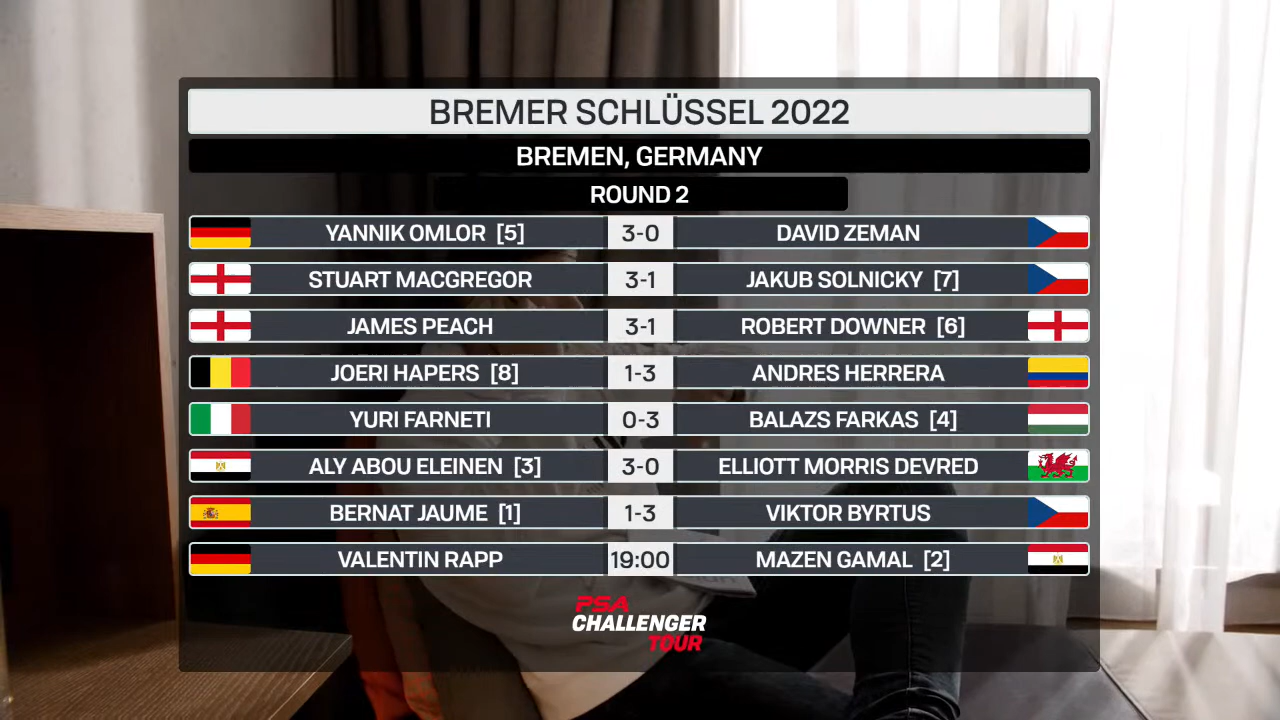 BREMER SCHLÜSSEL 2022
BREMEN, GERMANY
ROUND 2
YANNIK OMLOR [5] 3-0 DAVID ZEMAN
STUART MACGREGOR 3-1 JAKUB SOLNICKY [7]
JAMES PEACH 3-1 ROBERT DOWNER [6]
JOERI HAPERS [8] 1-3 ANDRES HERRERA
YURI FARNETI 0-3 BALAZS FARKAS [4]
ALY ABOU ELEINEN [3] 3-0 ELLIOTT MORRIS DEVRED
BERNAT JAUME [1] 1-3 VIKTOR BYRTUS
VALENTIN RAPP 19:00 MAZEN GAMAL [2]
PSA
CHALLENGER
TOUR